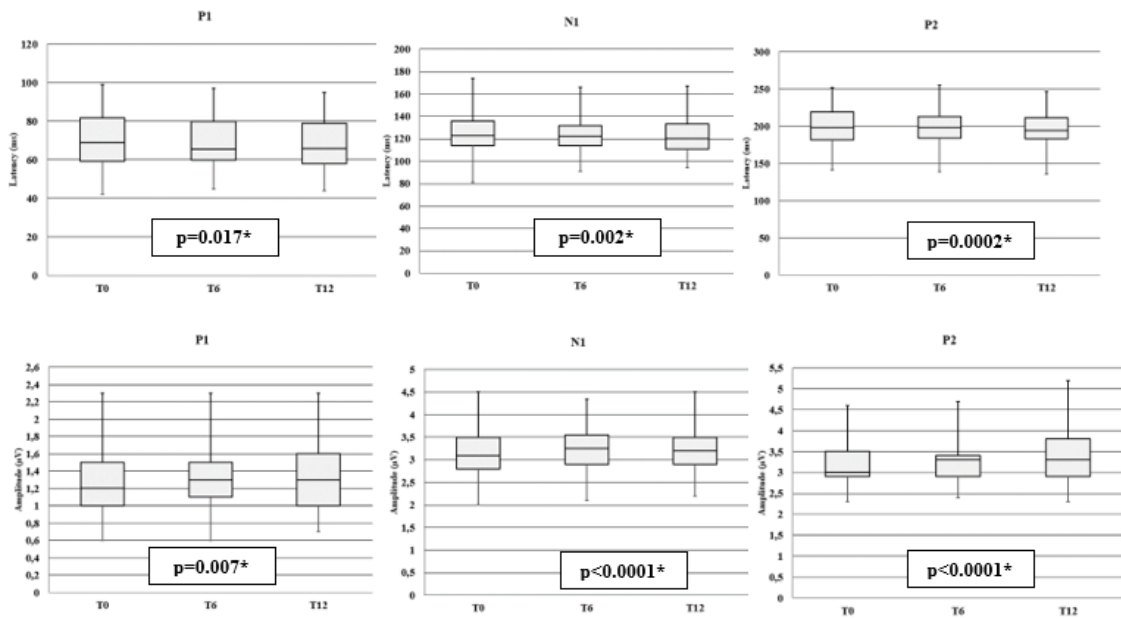 P1
Latency (ms)
120
100
80
60
40
20
0
p=0.017*
T0 T6 T12
N1
Latency (ms)
200
180
160
140
120
100
80
60
40
20
0
p=0.002*
T0 T6 T12
P2
Latency (ms)
300
250
200
150
100
50
0
p=0.0002*
T0 T6 T12
P1
Amplitude (µV)
2,6
2,4
2,2
2
1,8
1,6
1,4
1,2
1
0,8
0,6
0,4
0,2
0
p=0.007*
T0 T6 T12
N1
Amplitude (µV)
5
4,5
4
3,5
3
2,5
2
1,5
1
0,5
0
p<0.0001*
T0 T6 T12
P2
Amplitude (µV)
5,5
5
4,5
4
3,5
3
2,5
2
1,5
1
0,5
0
p<0.0001*
T0 T6 T12